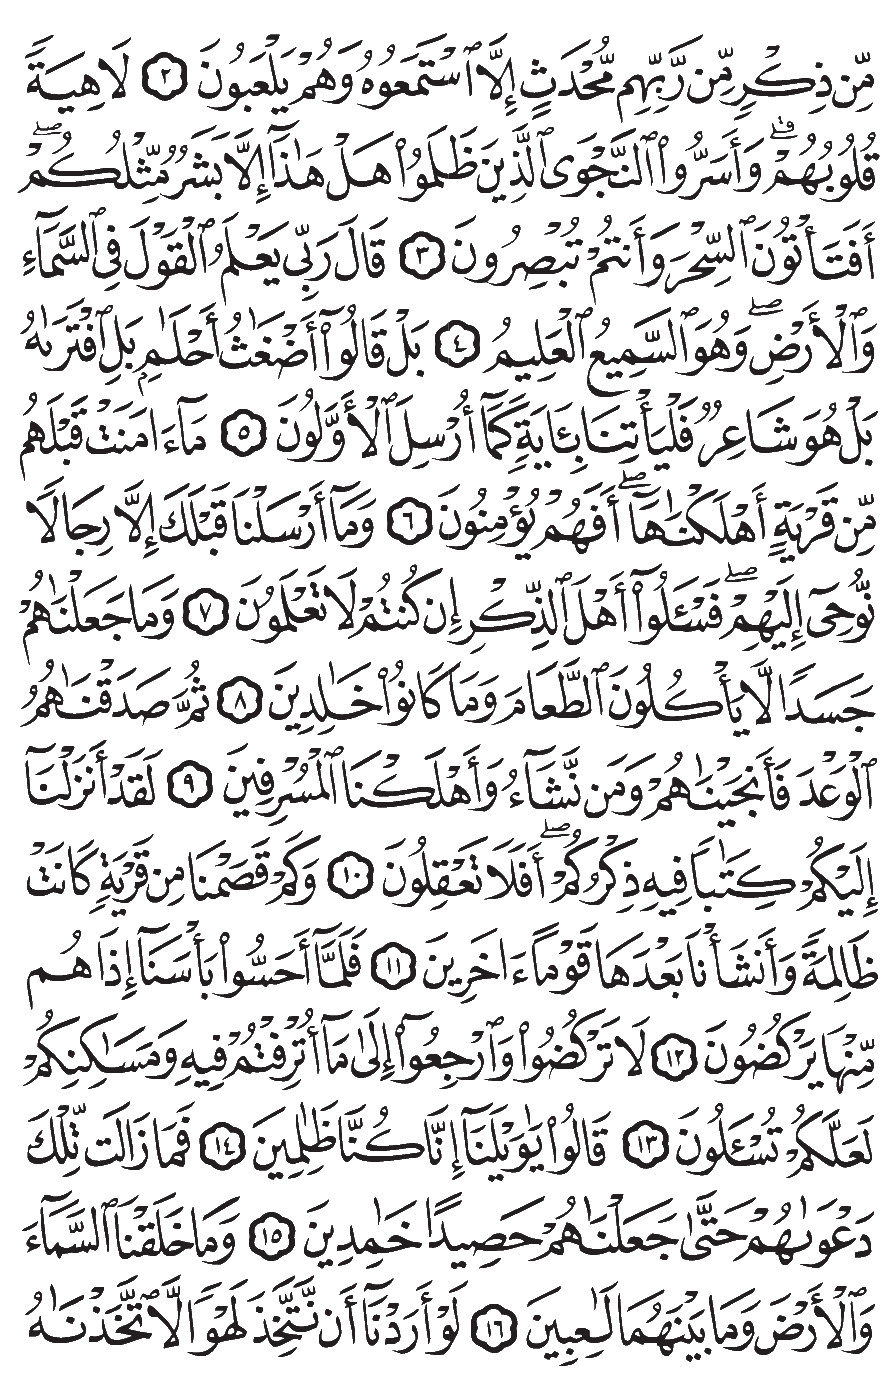 مِّن ذِكْرٍ مِّن رَّبِّهِم مُّحْدَثٍ إِلَّا ٱسْتَمَعُوهُ وَهُمْ يَلْعَبُونَ ٢ لَاهِيَةً
قُلُوبُهُمْ ۗ وَأَسَرُّوا۟ ٱلنَّجْوَى ٱلَّذِينَ ظَلَمُوا۟ هَلْ هَٰذَآ إِلَّا بَشَرٌ مِّثْلُكُمْ ۖ
أَفَتَأْتُونَ ٱلسِّحْرَ وَأَنتُمْ تُبْصِرُونَ ٣ قَالَ رَبِّى يَعْلَمُ ٱلْقَوْلَ فِى ٱلسَّمَآءِ
وَٱلْأَرْضِ ۖ وَهُوَ ٱلسَّمِيعُ ٱلْعَلِيمُ ٤ بَلْ قَالُوٓا۟ أَضْغَٰثُ أَحْلَٰمٍۭ بَلِ ٱفْتَرَىٰهُ
بَلْ هُوَ شَاعِرٌ فَلْيَأْتِنَا بِـَٔايَةٍ كَمَآ أُرْسِلَ ٱلْأَوَّلُونَ ٥ مَآ ءَامَنَتْ قَبْلَهُم
مِّن قَرْيَةٍ أَهْلَكْنَٰهَآ ۖ أَفَهُمْ يُؤْمِنُونَ ٦ وَمَآ أَرْسَلْنَا قَبْلَكَ إِلَّا رِجَالًا
نُّوحِىٓ إِلَيْهِمْ ۖ فَسْـَٔلُوٓا۟ أَهْلَ ٱلذِّكْرِ إِن كُنتُمْ لَا تَعْلَمُونَ ٧ وَمَا جَعَلْنَٰهُمْ
جَسَدًا لَّا يَأْكُلُونَ ٱلطَّعَامَ وَمَا كَانُوا۟ خَٰلِدِينَ ٨ ثُمَّ صَدَقْنَٰهُمُ
ٱلْوَعْدَ فَأَنجَيْنَٰهُمْ وَمَن نَّشَآءُ وَأَهْلَكْنَا ٱلْمُسْرِفِينَ ٩ لَقَدْ أَنزَلْنَآ
إِلَيْكُمْ كِتَٰبًا فِيهِ ذِكْرُكُمْ ۖ أَفَلَا تَعْقِلُونَ ١٠ وَكَمْ قَصَمْنَا مِن قَرْيَةٍ كَانَتْ
ظَالِمَةً وَأَنشَأْنَا بَعْدَهَا قَوْمًا ءَاخَرِينَ ١١ فَلَمَّآ أَحَسُّوا۟ بَأْسَنَآ إِذَا هُم
مِّنْهَا يَرْكُضُونَ ١٢ لَا تَرْكُضُوا۟ وَٱرْجِعُوٓا۟ إِلَىٰ مَآ أُتْرِفْتُمْ فِيهِ وَمَسَٰكِنِكُمْ
لَعَلَّكُمْ تُسْـَٔلُونَ ١٣ قَالُوا۟ يَٰوَيْلَنَآ إِنَّا كُنَّا ظَٰلِمِينَ ١٤ فَمَا زَالَت تِّلْكَ
دَعْوَىٰهُمْ حَتَّىٰ جَعَلْنَٰهُمْ حَصِيدًا خَٰمِدِينَ ١٥ وَمَا خَلَقْنَا ٱلسَّمَآءَ
وَٱلْأَرْضَ وَمَا بَيْنَهُمَا لَٰعِبِينَ ١٦ لَوْ أَرَدْنَآ أَن نَّتَّخِذَ لَهْوًا لَّٱتَّخَذْنَٰهُ